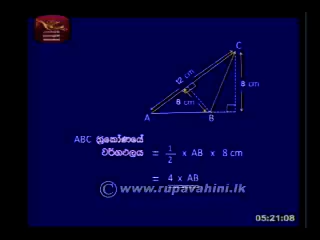 C
12 cm
8 cm
8 cm
A
B
ABC ත්‍රිකෝණයේ
වර්ගඵලය = 1/2 x AB x 8 cm
= 4 x AB
© www.rupavahini.lk
05:21:08